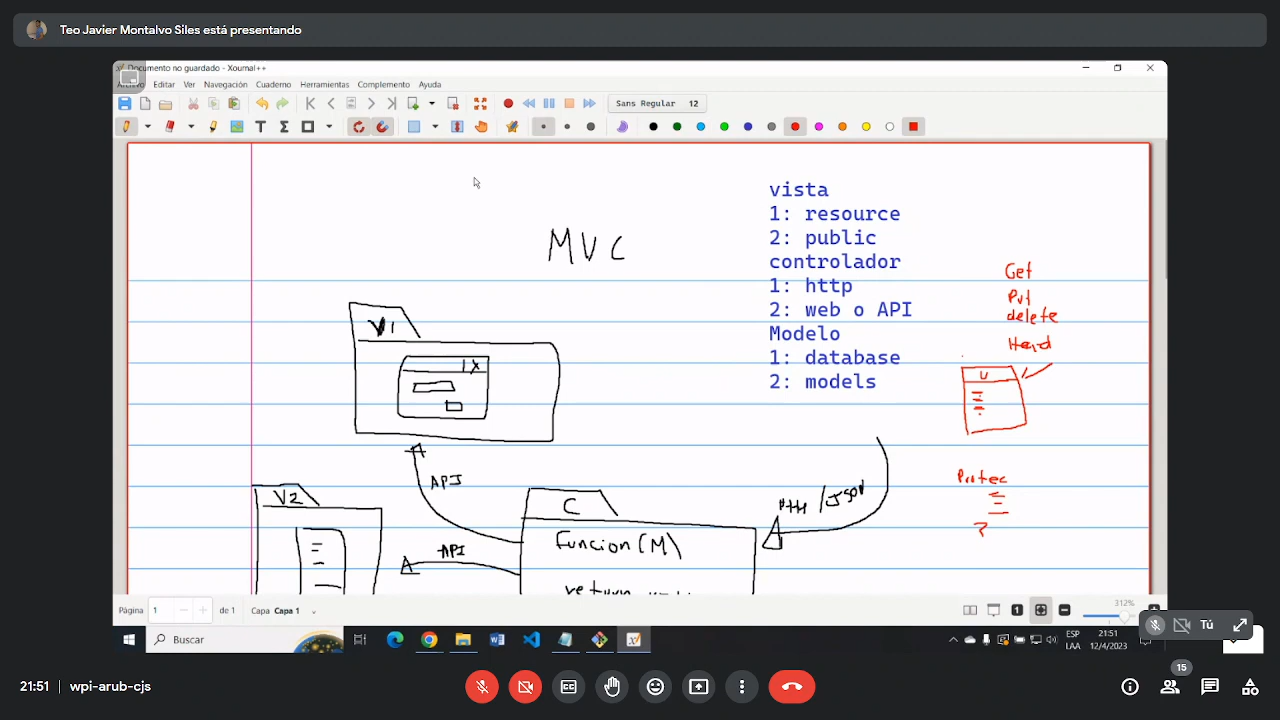 Teo Javier Montalvo Siles está presentando
Documento no guardado - Xournal++
Archivo Editar Ver Navegación Cuaderno Herramientas Complemento Ayuda
Sans Regular 12
MVC
vista
1: resource
2: public
controlador
1: http
2: web o API
Modelo
1: database
2: models
Get
Put
delete
Head
V1
X
U
API
V2
API
C
Funcion(M)
return
http/Json
Página 1 de 1 Capa Capa 1
312%
Buscar
ESP
LAA
21:51
12/4/2023
Tú
21:51 | wpi-arub-cjs
15